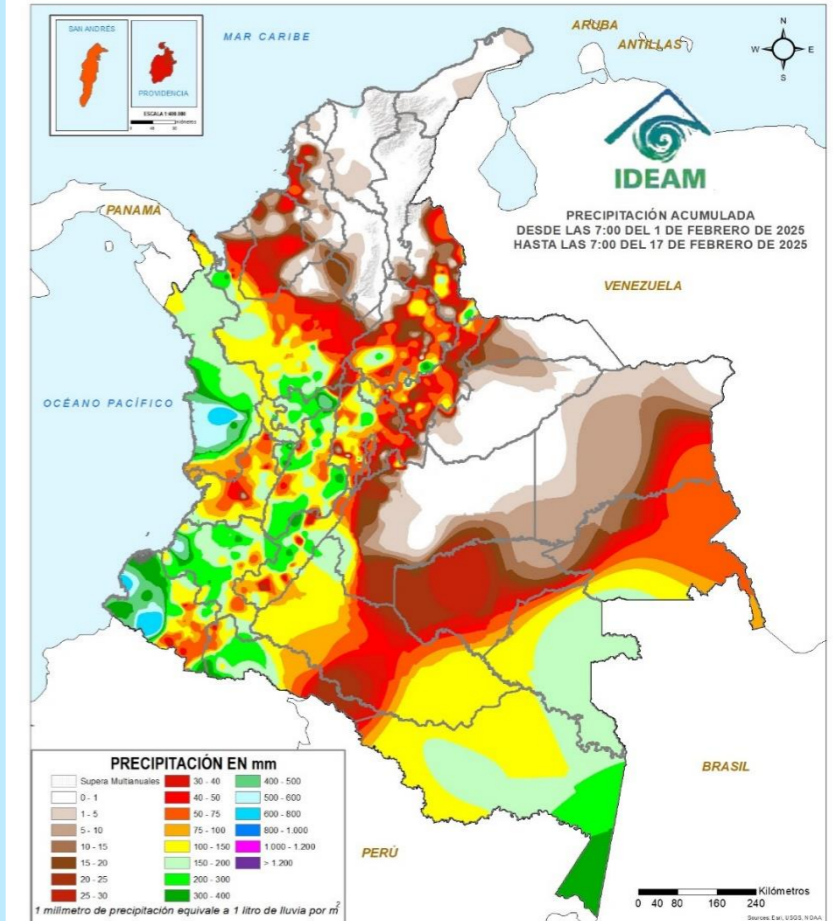 SAN ANDRÉS
PROVIDENCIA
MAR CARIBE
ARUBA
ANTILLAS
N
W
E
S
IDEAM
PANAMÁ
PRECIPITACIÓN ACUMULADA
DESDE LAS 7:00 DEL 1 DE FEBRERO DE 2025
HASTA LAS 7:00 DEL 17 DE FEBRERO DE 2025
VENEZUELA
OCÉANO PACÍFICO
BRASIL
PERÚ
PRECIPITACIÓN EN mm
Supera Multianuales
0 - 1
1 - 5
5 - 10
10 - 15
15 - 20
20 - 25
25 - 30
30 - 40
40 - 50
50 - 75
75 - 100
100 - 150
150 - 200
200 - 300
300 - 400
400 - 500
500 - 600
600 - 800
800 - 1.000
1.000 - 1.200
> 1.200
1 milímetro de precipitación equivale a 1 litro de lluvia por m2
Kilómetros
0 40 80 160 240